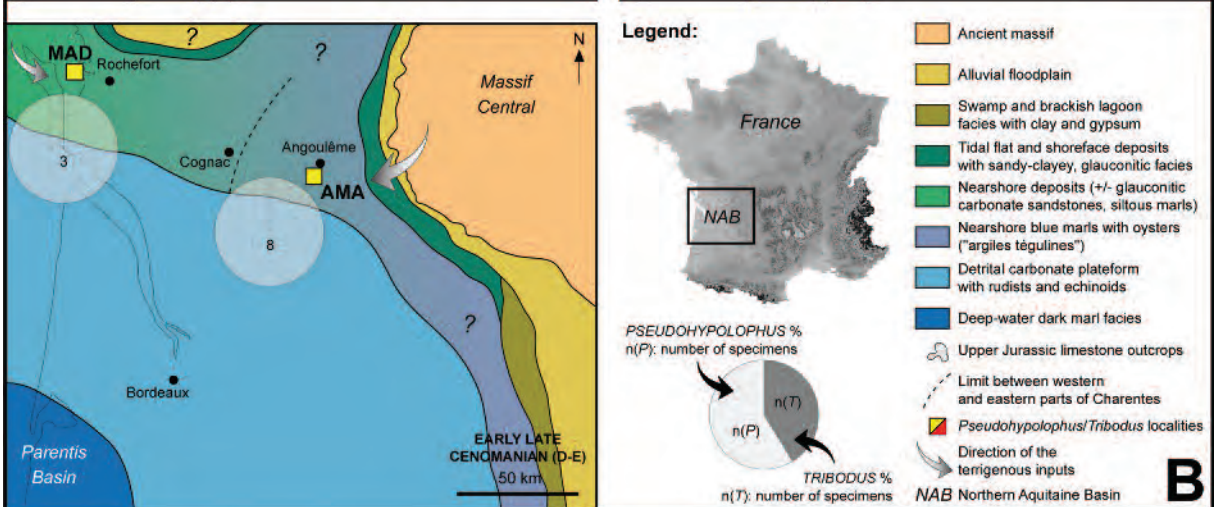 ?
?
N
MAD
Rochefort
Massif
Central
3
Cognac
Angoulême
AMA
8
?
Bordeaux
Parentis
Basin
EARLY LATE
CENOMANIAN (D-E)
50 km
Legend:
France
NAB
PSEUDOHYPOLOPHUS %
n(P): number of specimens
n(T)
n(P)
TRIBODUS %
n(T): number of specimens
Ancient massif
Alluvial floodplain
Swamp and brackish lagoon
facies with clay and gypsum
Tidal flat and shoreface deposits
with sandy-clayey, glauconitic facies
Nearshore deposits (+/- glauconitic
carbonate sandstones, siltous marls)
Nearshore blue marls with oysters
("argiles tégulines")
Detrital carbonate plateform
with rudists and echinoids
Deep-water dark marl facies
Upper Jurassic limestone outcrops
Limit between western
and eastern parts of Charentes
Pseudohypolophus/Tribodus localities
Direction of the
terrigenous inputs
NAB Northern Aquitaine Basin
B